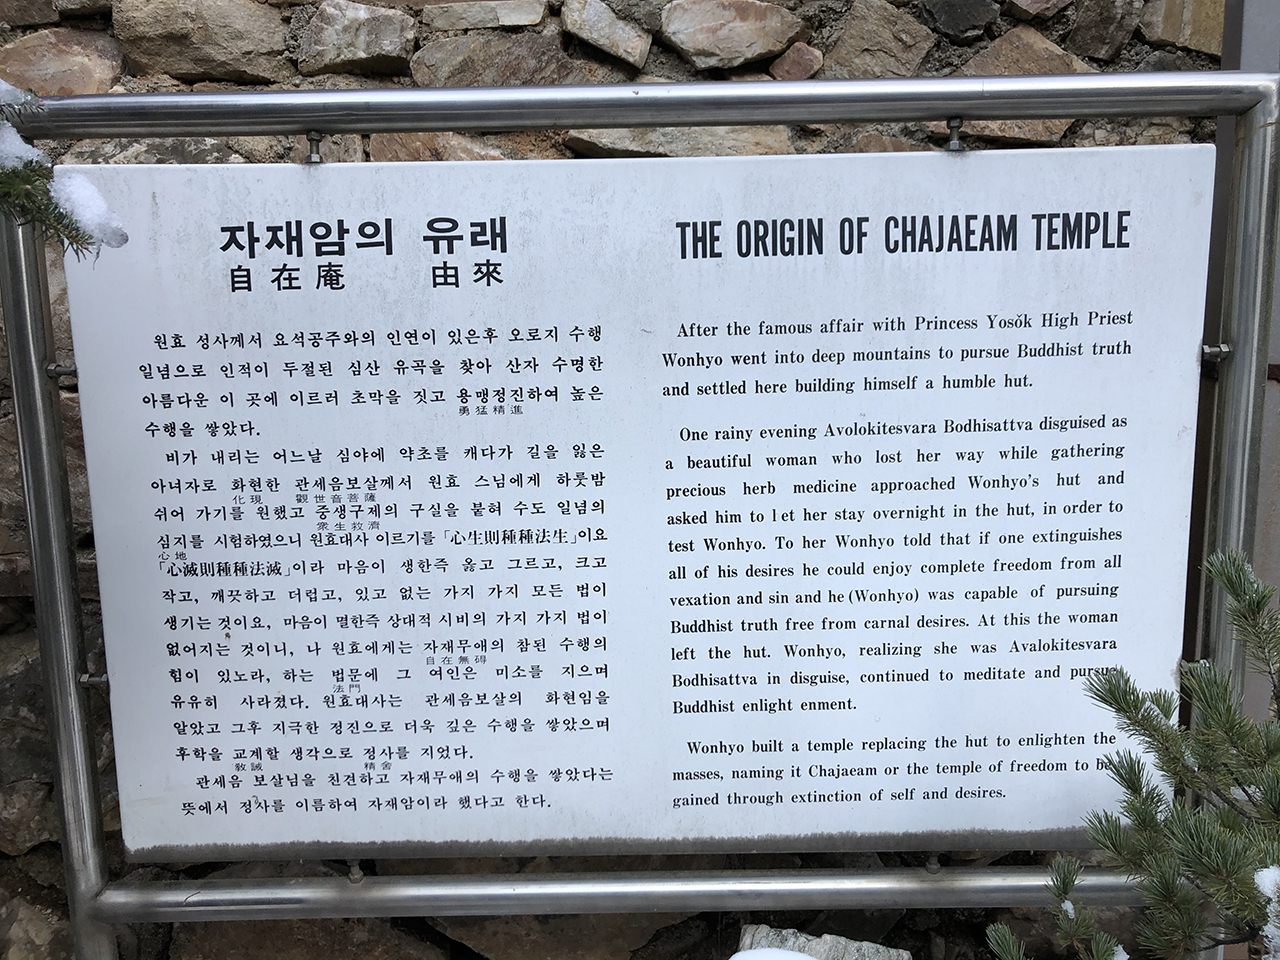 자재암의 유래
自在庵 由來
원효 성사께서 요석공주와의 인연이 있은후 오로지 수행
일념으로 인적이 두절된 심산 유곡을 찾아 산자 수명한
아름다운 이 곳에 이르러 초막을 짓고 용맹정진하여 높은
勇猛精進
수행을 쌓았다.
비가 내리는 어느날 심야에 약초를 캐다가 길을 잃은
아녀자로 화현한 관세음보살께서 원효 스님에게 하룻밤
化現 觀世音菩薩
쉬어 가기를 원했고 중생구제의 구실을 붙혀 수도 일념의
衆生救濟
심지를 시험하였으니 원효대사 이르기를 「心生則種種法生」이요
心地
「心滅則種種法滅」이라 마음이 생한즉 옳고 그르고, 크고
작고, 깨끗하고 더럽고, 있고 없는 가지 가지 모든 법이
생기는 것이요, 마음이 멸한즉 상대적 시비의 가지 가지 법이
없어지는 것이니, 나 원효에게는 자재무애의 참된 수행의
自在無碍
힘이 있노라, 하는 법문에 그 여인은 미소를 지으며
法門
유유히 사라졌다. 원효대사는 관세음보살의 화현임을
알았고 그후 지극한 정진으로 더욱 깊은 수행을 쌓았으며
후학을 교계할 생각으로 정사를 지었다.
敎誡 精舍
관세음 보살님을 친견하고 자재무애의 수행을 쌓았다는
뜻에서 정사를 이름하여 자재암이라 했다고 한다.
THE ORIGIN OF CHAJAEAM TEMPLE
After the famous affair with Princess Yosǒk High Priest
Wonhyo went into deep mountains to pursue Buddhist truth
and settled here building himself a humble hut.
One rainy evening Avolokitesvara Bodhisattva disguised as
a beautiful woman who lost her way while gathering
precious herb medicine approached Wonhyo's hut and
asked him to let her stay overnight in the hut, in order to
test Wonhyo. To her Wonhyo told that if one extinguishes
all of his desires he could enjoy complete freedom from all
vexation and sin and he (Wonhyo) was capable of pursuing
Buddhist truth free from carnal desires. At this the woman
left the hut. Wonhyo, realizing she was Avalokitesvara
Bodhisattva in disguise, continued to meditate and pursue
Buddhist enlight enment.
Wonhyo built a temple replacing the hut to enlighten the
masses, naming it Chajaeam or the temple of freedom to be
gained through extinction of self and desires.